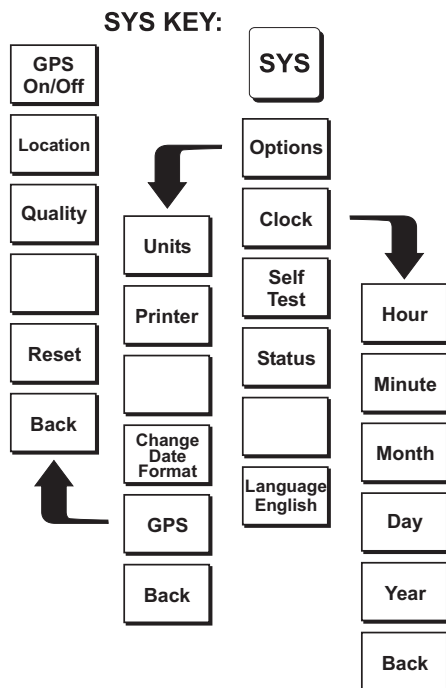 SYS KEY:
GPS
On/Off
Location
Quality
Reset
Back
Units
Printer
Change
Date
Format
GPS
Back
SYS
Options
Clock
Self
Test
Status
Language
English
Hour
Minute
Month
Day
Year
Back